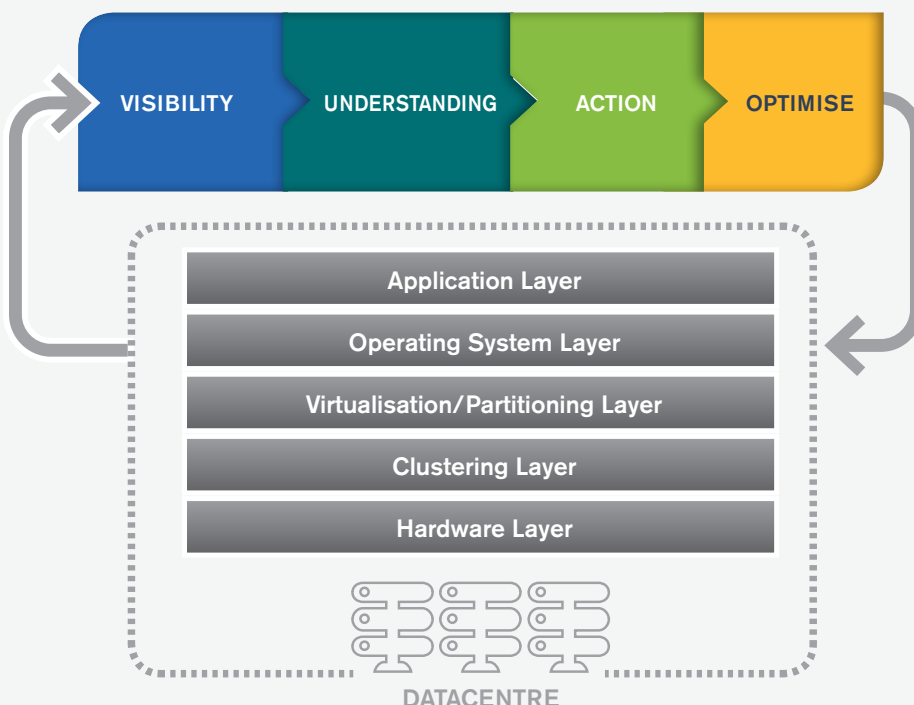 VISIBILITY
UNDERSTANDING
ACTION
OPTIMISE
Application Layer
Operating System Layer
Virtualisation/Partitioning Layer
Clustering Layer
Hardware Layer
DATACENTRE